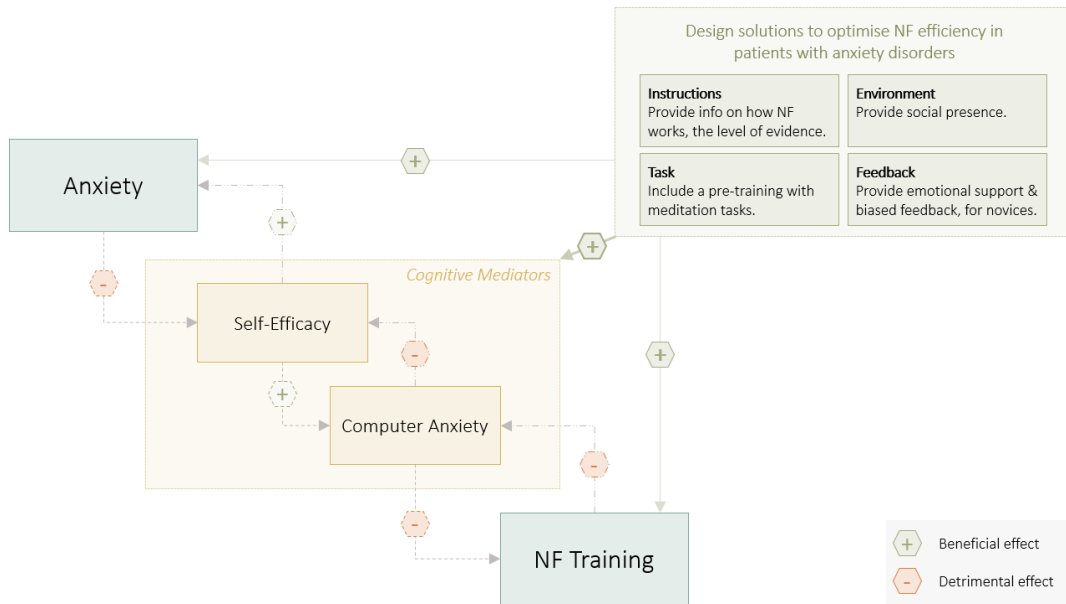 Design solutions to optimise NF efficiency in
patients with anxiety disorders
Instructions
Provide info on how NF
works, the level of evidence.
Environment
Provide social presence.
Task
Include a pre-training with
meditation tasks.
Feedback
Provide emotional support &
biased feedback, for novices.
Anxiety
+
+
-
+
Cognitive Mediators
Self-Efficacy
-
+
+
Computer Anxiety
-
-
NF Training
+ Beneficial effect
- Detrimental effect